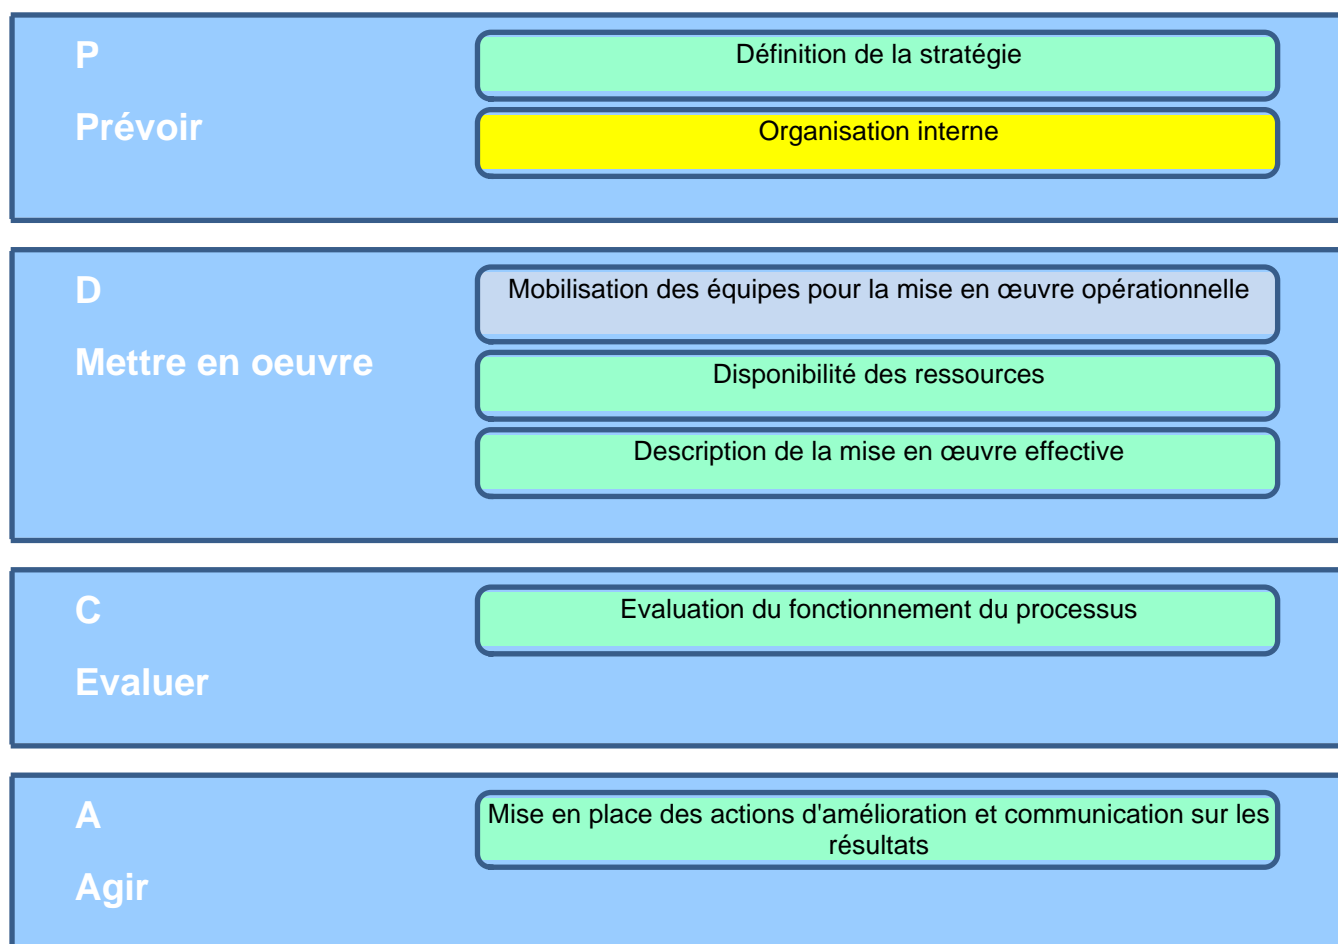 P
Prévoir
Définition de la stratégie
Organisation interne
D
Mettre en oeuvre
Mobilisation des équipes pour la mise en œuvre opérationnelle
Disponibilité des ressources
Description de la mise en œuvre effective
C
Evaluer
Evaluation du fonctionnement du processus
A
Agir
Mise en place des actions d'amélioration et communication sur les
résultats